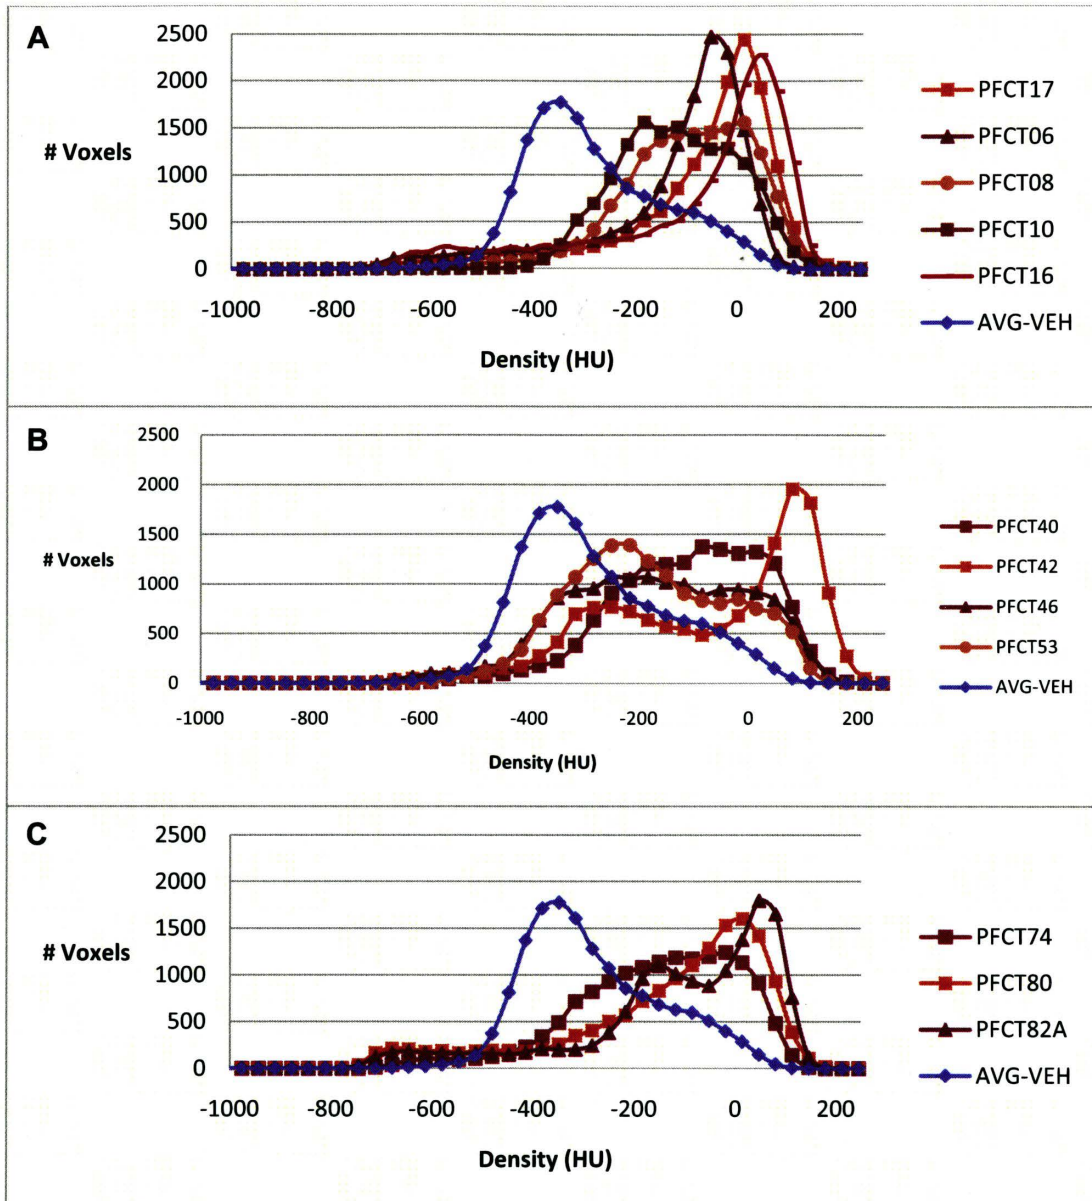 A
2500
2000
1500
1000
500
0
# Voxels
-1000 -800 -600 -400 -200 0 200
Density (HU)
PFCT17
PFCT06
PFCT08
PFCT10
PFCT16
AVG-VEH
B
2500
2000
1500
1000
500
0
# Voxels
-1000 -800 -600 -400 -200 0 200
Density (HU)
PFCT40
PFCT42
PFCT46
PFCT53
AVG-VEH
C
2500
2000
1500
1000
500
0
# Voxels
-1000 -800 -600 -400 -200 0 200
Density (HU)
PFCT74
PFCT80
PFCT82A
AVG-VEH